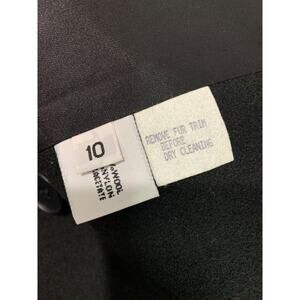 10
WOOL
NYLON
ACETATE
REMOVE FUR TRIM
BEFORE
DRY CLEANING